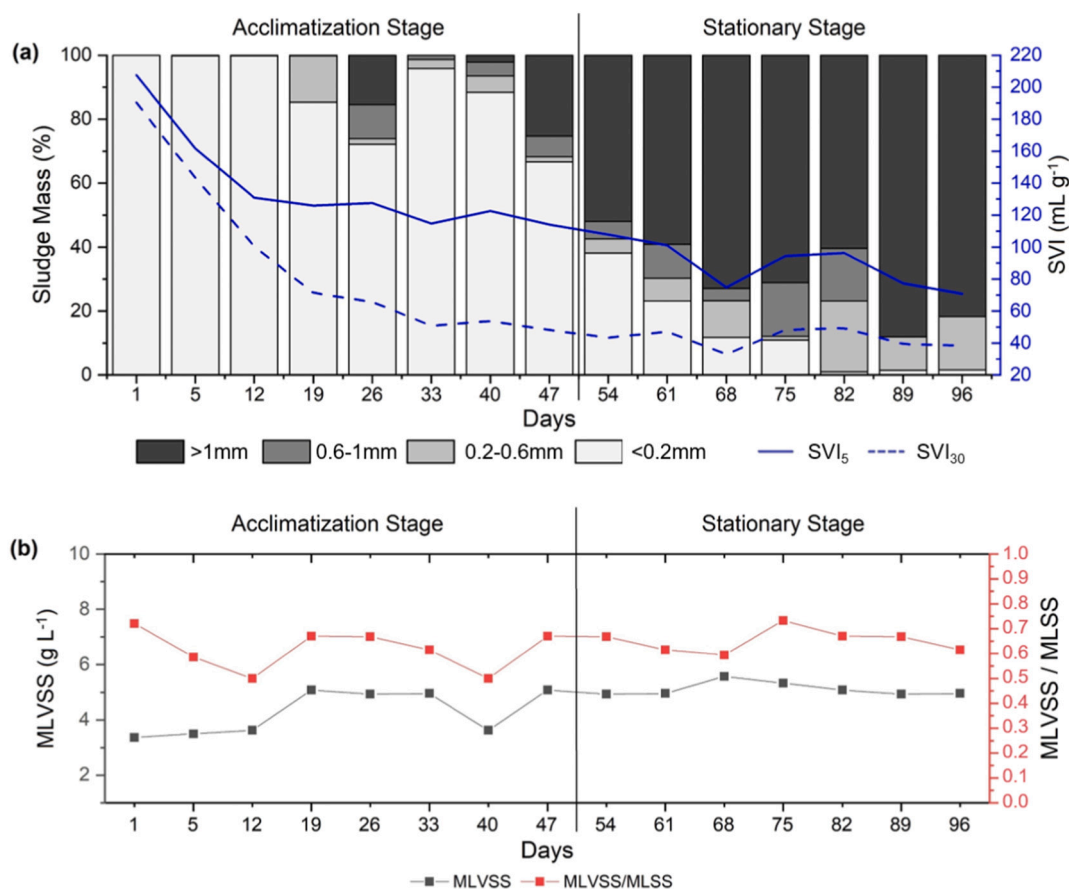 Acclimatization Stage Stationary Stage
(a)
Sludge Mass (%)
100
80
60
40
20
0
SVI (mL g⁻¹)
220
200
180
160
140
120
100
80
60
40
20
1 5 12 19 26 33 40 47 54 61 68 75 82 89 96
Days
>1mm 0.6-1mm 0.2-0.6mm <0.2mm SVI₅ SVI₃₀
Acclimatization Stage Stationary Stage
(b)
MLVSS (g L⁻¹)
10
8
6
4
2
MLVSS / MLSS
1.0
0.9
0.8
0.7
0.6
0.5
0.4
0.3
0.2
0.1
0.0
1 5 12 19 26 33 40 47 54 61 68 75 82 89 96
Days
MLVSS MLVSS/MLSS